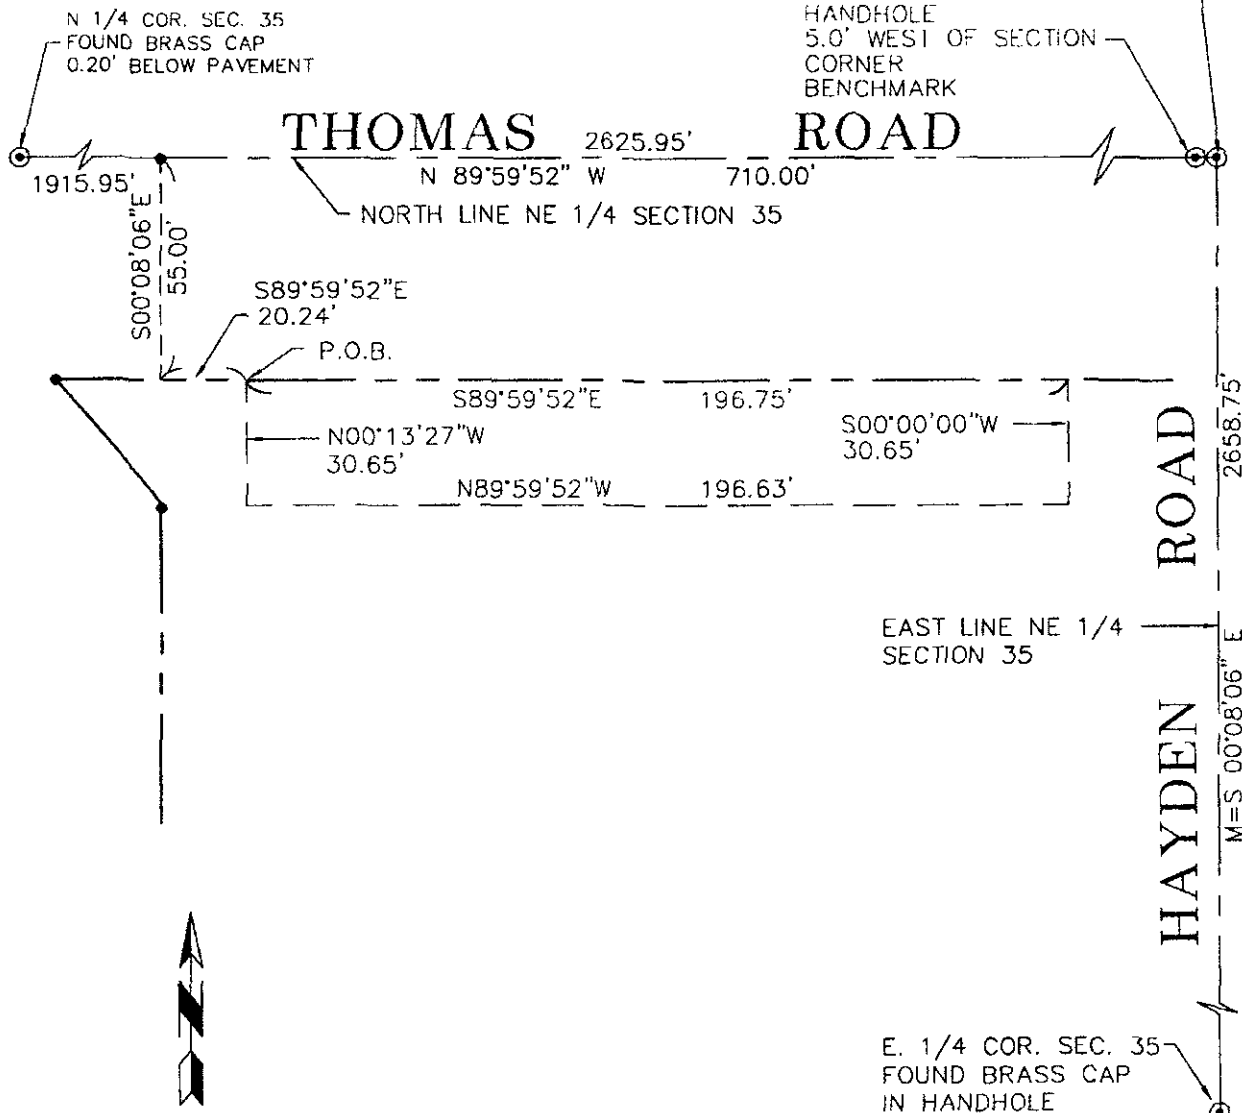 N 1/4 COR. SEC. 35
FOUND BRASS CAP
0.20' BELOW PAVEMENT
HANDHOLE
5.0' WEST OF SECTION
CORNER
BENCHMARK
THOMAS ROAD
2625.95'
1915.95'
N 89°59'52" W 710.00'
NORTH LINE NE 1/4 SECTION 35
S00°08'06"E
55.00'
S89°59'52"E
20.24'
P.O.B.
S89°59'52"E 196.75'
N00°13'27"W
30.65'
S00°00'00"W
30.65'
N89°59'52"W 196.63'
2658.75'
HAYDEN ROAD
EAST LINE NE 1/4
SECTION 35
M=S 00°08'06" E
N
E. 1/4 COR. SEC. 35
FOUND BRASS CAP
IN HANDHOLE